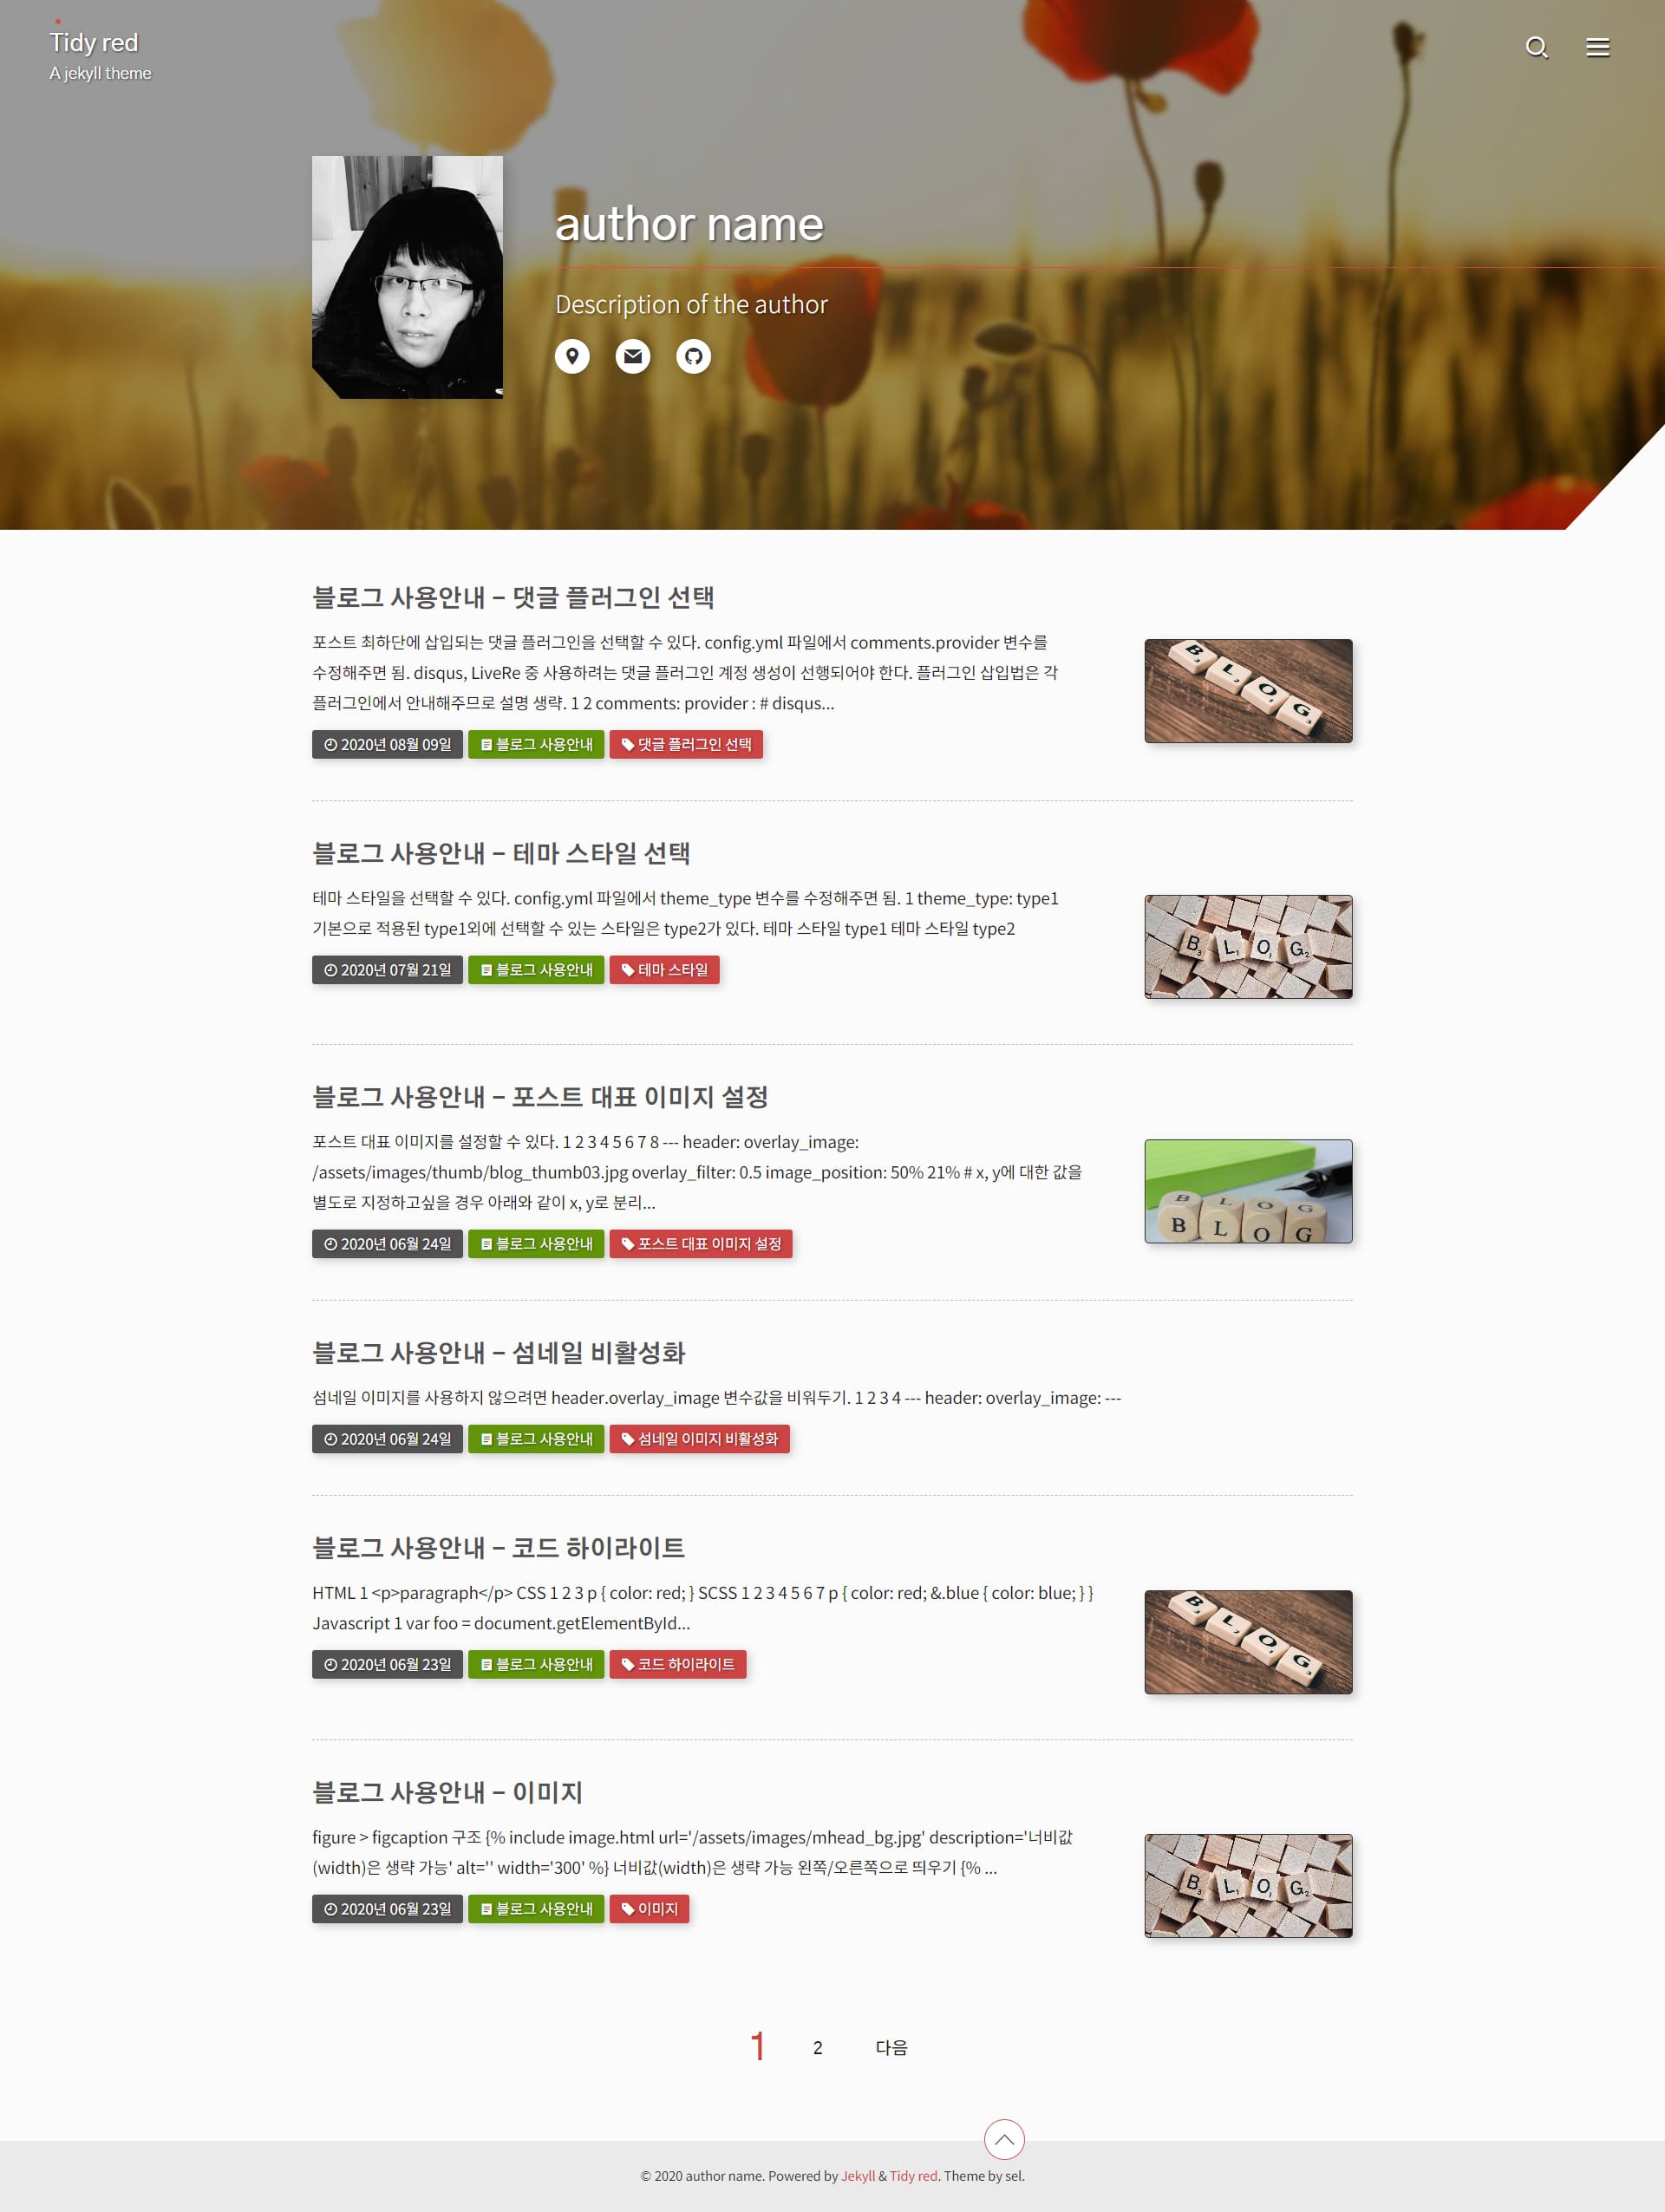 Tidy red
A jekyll theme
author name
Description of the author
블로그 사용안내 – 댓글 플러그인 선택
포스트 최하단에 삽입되는 댓글 플러그인을 선택할 수 있다. config.yml 파일에서 comments.provider 변수를
수정해주면 됨. disqus, LiveRe 중 사용하려는 댓글 플러그인 계정 생성이 선행되어야 한다. 플러그인 삽입법은 각
플러그인에서 안내해주므로 설명 생략. 1 2 comments: provider : # disqus...
B L O G
2020년 08월 09일 블로그 사용안내 댓글 플러그인 선택
블로그 사용안내 – 테마 스타일 선택
테마 스타일을 선택할 수 있다. config.yml 파일에서 theme_type 변수를 수정해주면 됨. 1 theme_type: type1
기본으로 적용된 type1외에 선택할 수 있는 스타일은 type2가 있다. 테마 스타일 type1 테마 스타일 type2
B L O G
2020년 07월 21일 블로그 사용안내 테마 스타일
블로그 사용안내 – 포스트 대표 이미지 설정
포스트 대표 이미지를 설정할 수 있다. 1 2 3 4 5 6 7 8 --- header: overlay_image:
/assets/images/thumb/blog_thumb03.jpg overlay_filter: 0.5 image_position: 50% 21% # x, y에 대한 값을
별도로 지정하고싶을 경우 아래와 같이 x, y로 분리...
B L O G
B L O G
2020년 06월 24일 블로그 사용안내 포스트 대표 이미지 설정
블로그 사용안내 – 섬네일 비활성화
섬네일 이미지를 사용하지 않으려면 header.overlay_image 변수값을 비워두기. 1 2 3 4 --- header: overlay_image: ---
2020년 06월 24일 블로그 사용안내 섬네일 이미지 비활성화
블로그 사용안내 – 코드 하이라이트
HTML 1 <p>paragraph</p> CSS 1 2 3 p { color: red; } SCSS 1 2 3 4 5 6 7 p { color: red; &.blue { color: blue; } }
Javascript 1 var foo = document.getElementById...
B L O G
2020년 06월 23일 블로그 사용안내 코드 하이라이트
블로그 사용안내 – 이미지
figure > figcaption 구조 {% include image.html url='/assets/images/mhead_bg.jpg' description='너비값
(width)은 생략 가능' alt='' width='300' %} 너비값(width)은 생략 가능 왼쪽/오른쪽으로 띄우기 {% ...
B L O G
2020년 06월 23일 블로그 사용안내 이미지
1 2 다음
© 2020 author name. Powered by Jekyll & Tidy red. Theme by sel.